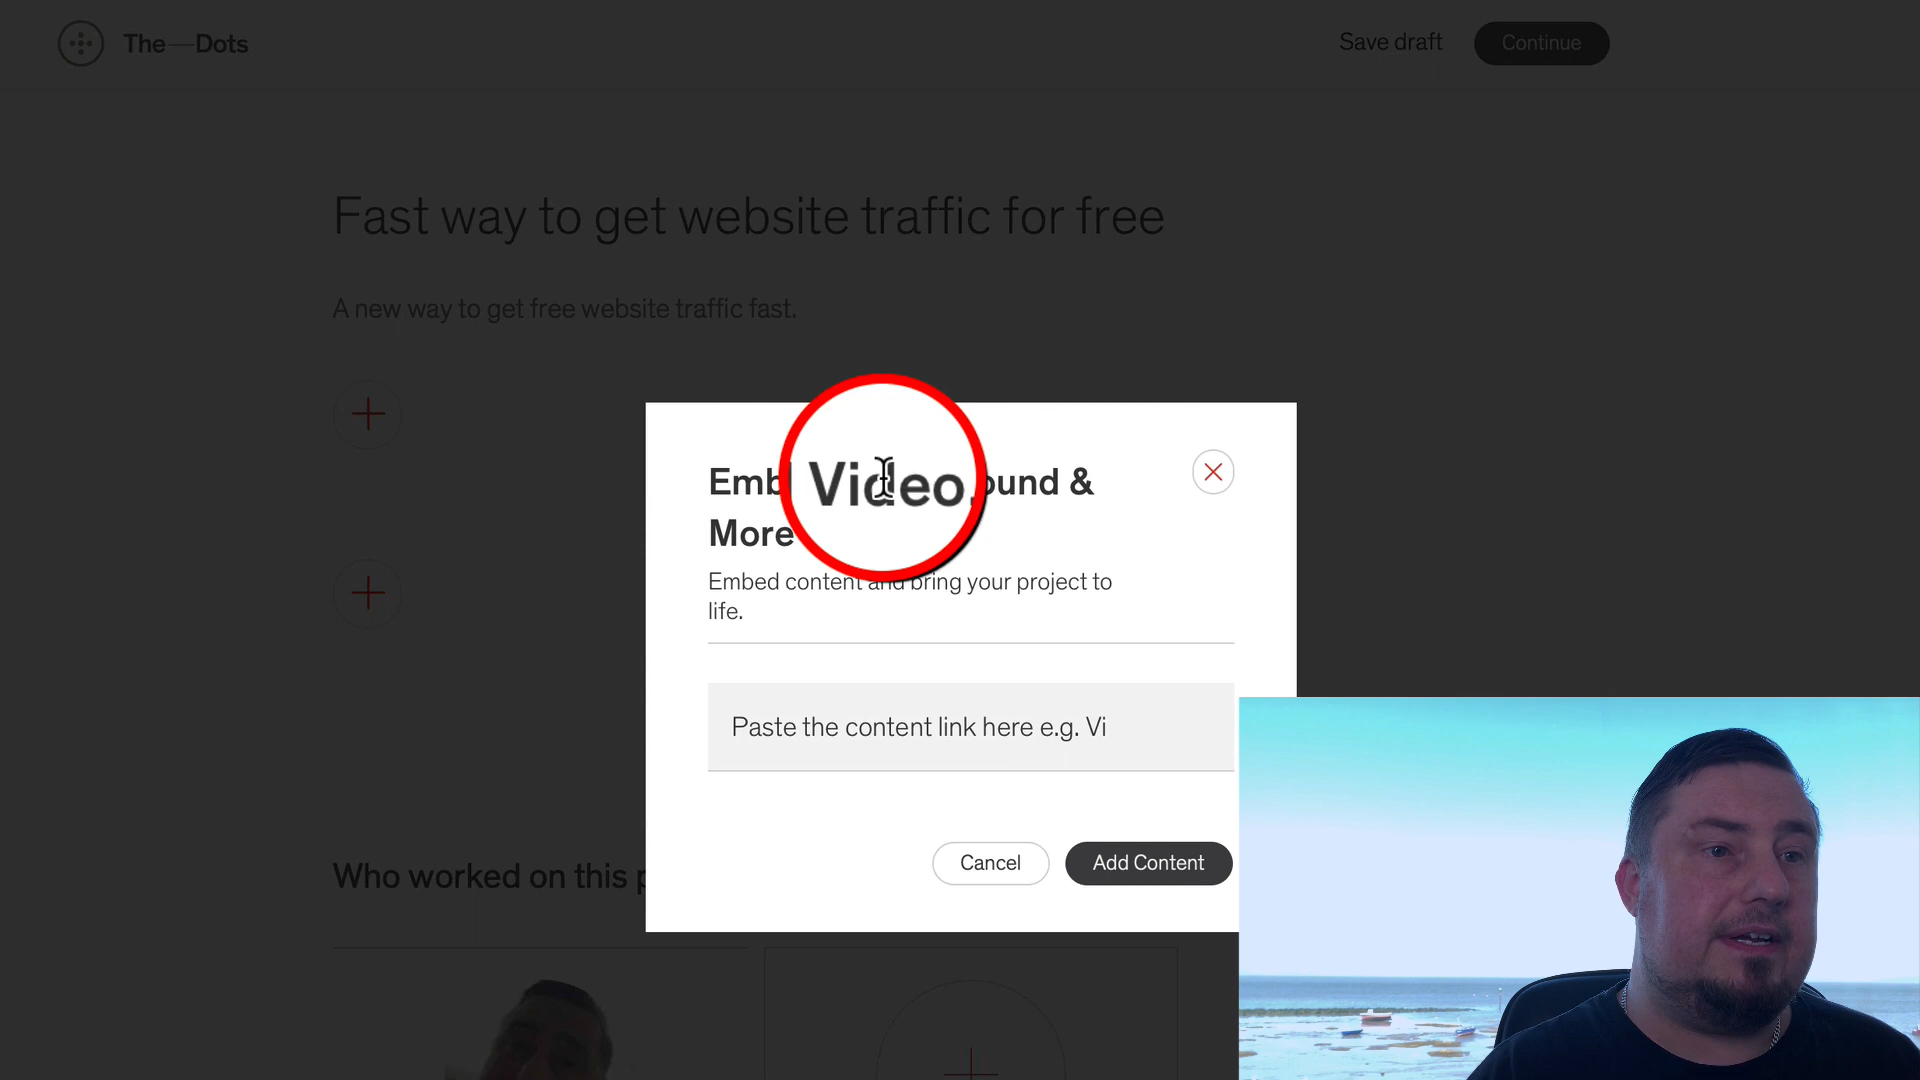 The—Dots
Save draft
Continue
Fast way to get website traffic for free
A new way to get free website traffic fast.
Emb Video, ound &
More
Embed content and bring your project to
life.
Paste the content link here e.g. Vi
Cancel
Add Content
Who worked on this p